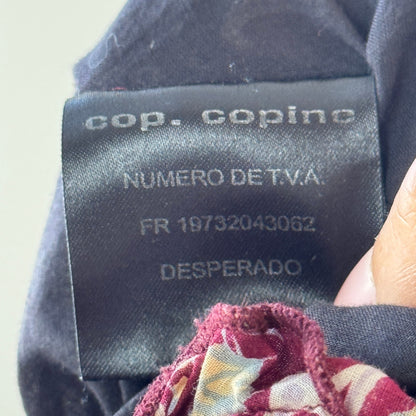 cop. copine
NUMERO DE T.V.A.
FR 19732043062
DESPERADO